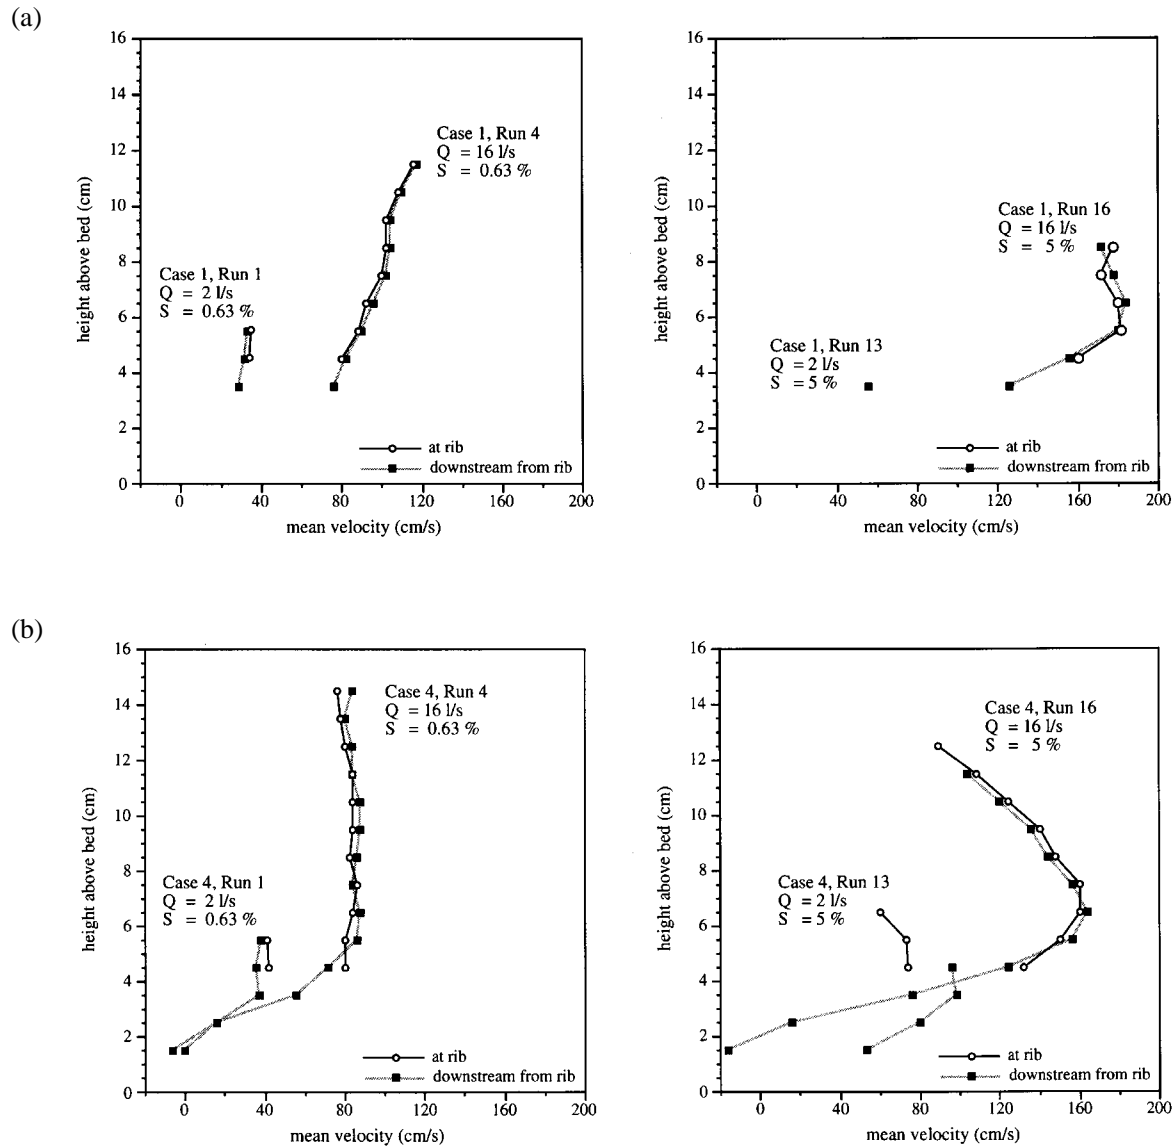 (a)
16
14
12
10
8
6
4
2
0
height above bed (cm)
Case 1, Run 4
Q = 16 l/s
S = 0.63 %
Case 1, Run 1
Q = 2 l/s
S = 0.63 %
at rib
downstream from rib
0 40 80 120 160 200
mean velocity (cm/s)
16
14
12
10
8
6
4
2
0
height above bed (cm)
Case 1, Run 16
Q = 16 l/s
S = 5 %
Case 1, Run 13
Q = 2 l/s
S = 5 %
at rib
downstream from rib
0 40 80 120 160 200
mean velocity (cm/s)
(b)
16
14
12
10
8
6
4
2
0
height above bed (cm)
Case 4, Run 4
Q = 16 l/s
S = 0.63 %
Case 4, Run 1
Q = 2 l/s
S = 0.63 %
at rib
downstream from rib
0 40 80 120 160 200
mean velocity (cm/s)
16
14
12
10
8
6
4
2
0
height above bed (cm)
Case 4, Run 16
Q = 16 l/s
S = 5 %
Case 4, Run 13
Q = 2 l/s
S = 5 %
at rib
downstream from rib
0 40 80 120 160 200
mean velocity (cm/s)